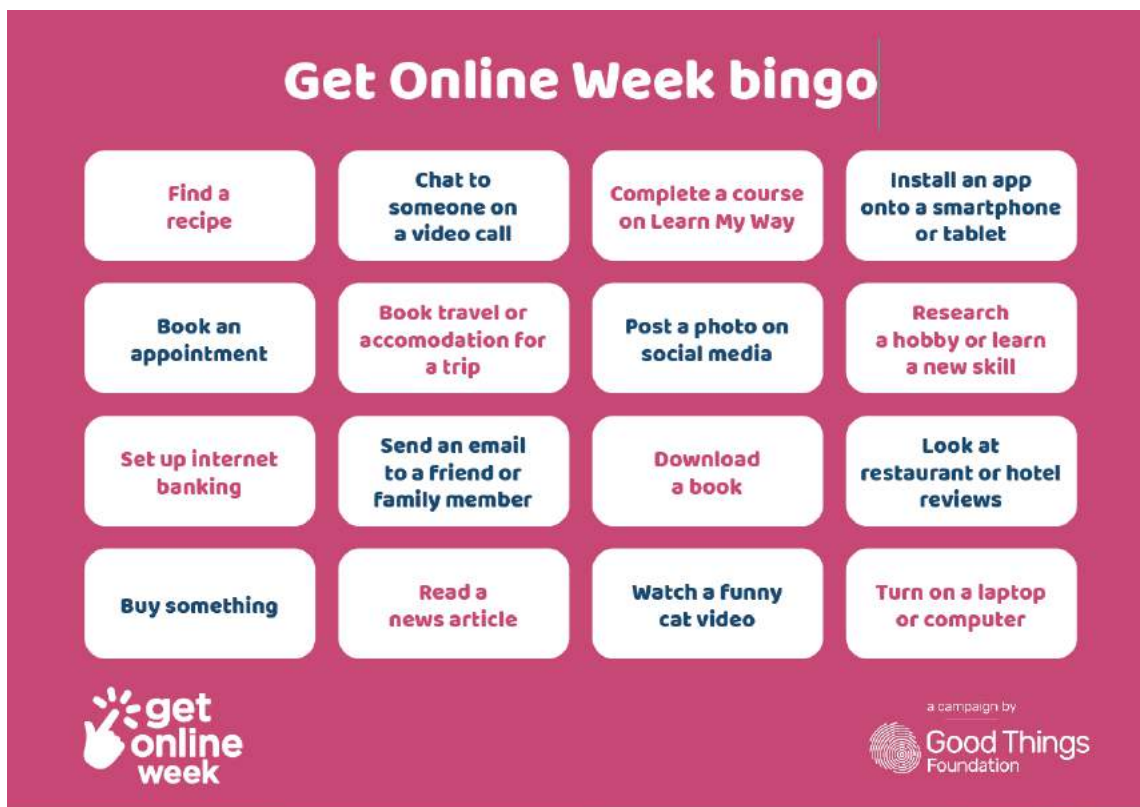 Get Online Week bingo
Find a
recipe
Chat to
someone on
a video call
Complete a course
on Learn My Way
Install an app
onto a smartphone
or tablet
Book an
appointment
Book travel or
accomodation for
a trip
Post a photo on
social media
Research
a hobby or learn
a new skill
Set up internet
banking
Send an email
to a friend or
family member
Download
a book
Look at
restaurant or hotel
reviews
Buy something
Read a
news article
Watch a funny
cat video
Turn on a laptop
or computer
get
online
week
a campaign by
Good Things
Foundation